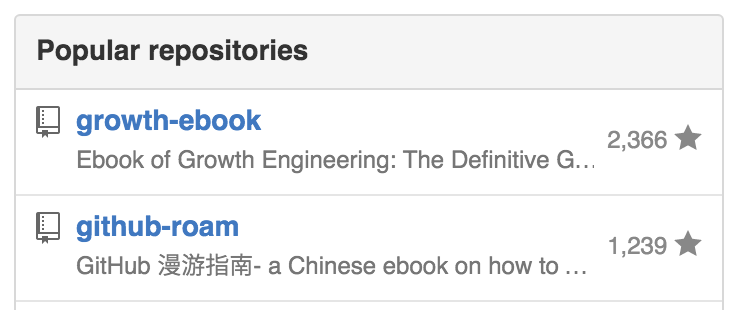 Popular repositories
growth-ebook
Ebook of Growth Engineering: The Definitive G...
2,366
github-roam
GitHub 漫游指南- a Chinese ebook on how to ...
1,239